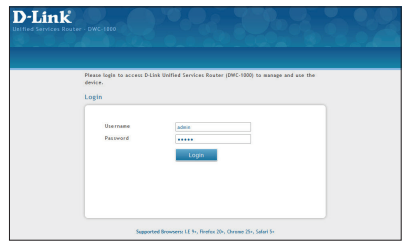 D-Link
Unified Services Router - DWC-1000
Please login to access D-Link Unified Services Router (DWC-1000) to manage and use the
device.
Login
Username
admin
Password
•••••
Login
Supported Browsers: I.E 9+, Firefox 20+, Chrome 25+, Safari 5+